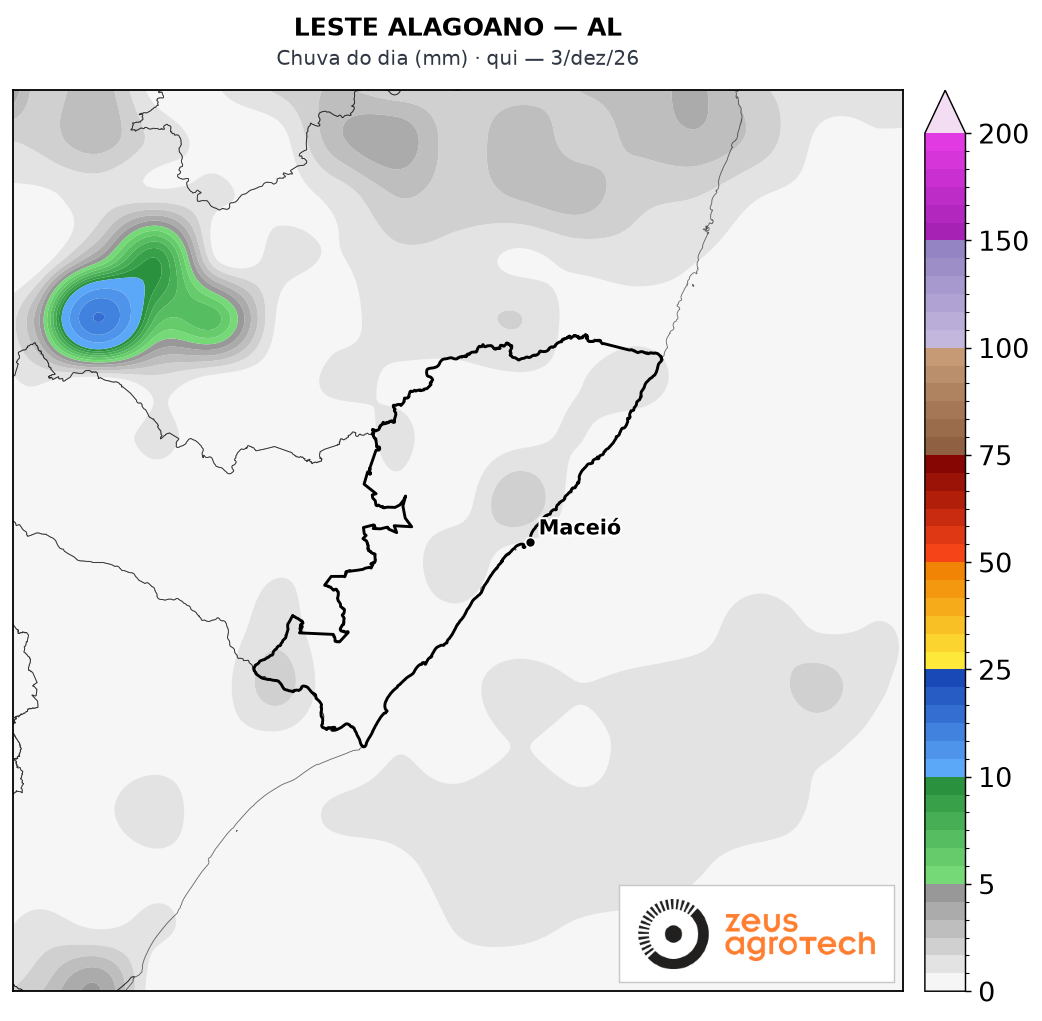 LESTE ALAGOANO — AL
Chuva do dia (mm) · qui — 3/dez/26
200
150
100
75
50
25
10
5
0
Maceió
zeus
agrotech